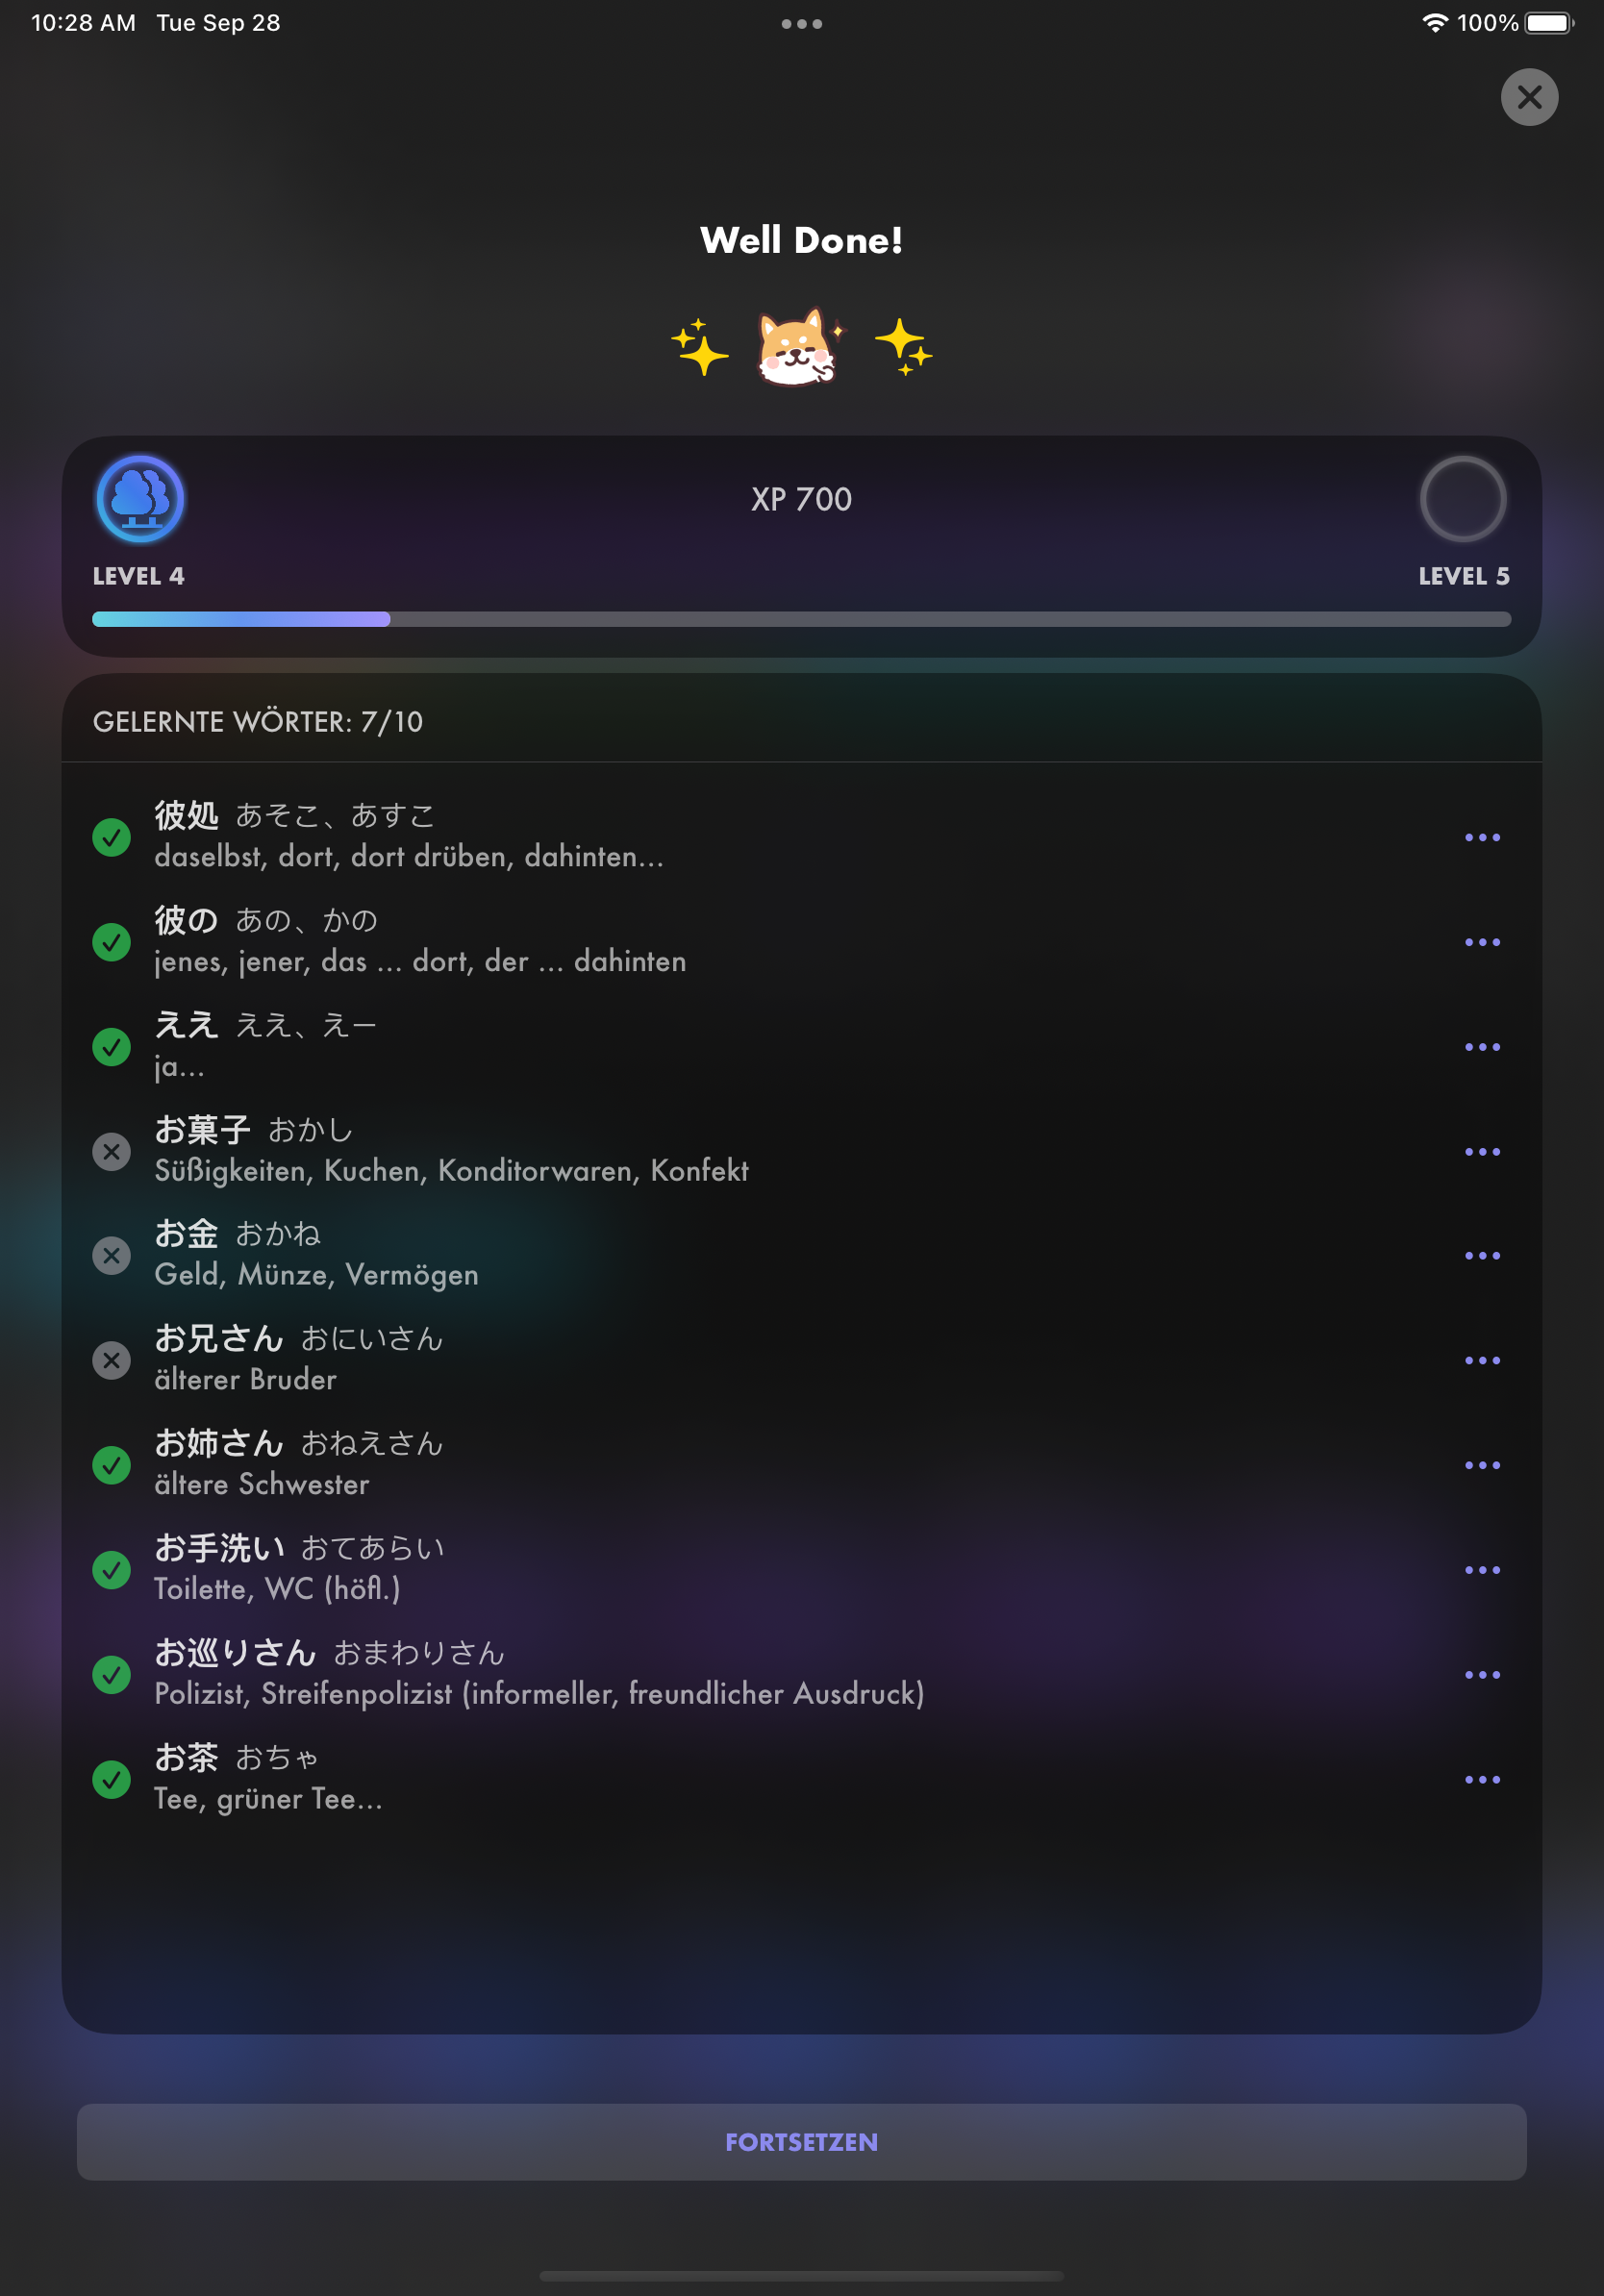 10:28 AM Tue Sep 28
100%
Well Done!
XP 700
LEVEL 4
LEVEL 5
GELERNTE WÖRTER: 7/10
彼処 あそこ、あすこ
daselbst, dort, dort drüben, dahinten...
彼の あの、かの
jenes, jener, das ... dort, der ... dahinten
ええ ええ、えー
ja...
お菓子 おかし
Süßigkeiten, Kuchen, Konditorwaren, Konfekt
お金 おかね
Geld, Münze, Vermögen
お兄さん おにいさん
älterer Bruder
お姉さん おねえさん
ältere Schwester
お手洗い おてあらい
Toilette, WC (höfl.)
お巡りさん おまわりさん
Polizist, Streifenpolizist (informeller, freundlicher Ausdruck)
お茶 おちゃ
Tee, grüner Tee...
FORTSETZEN